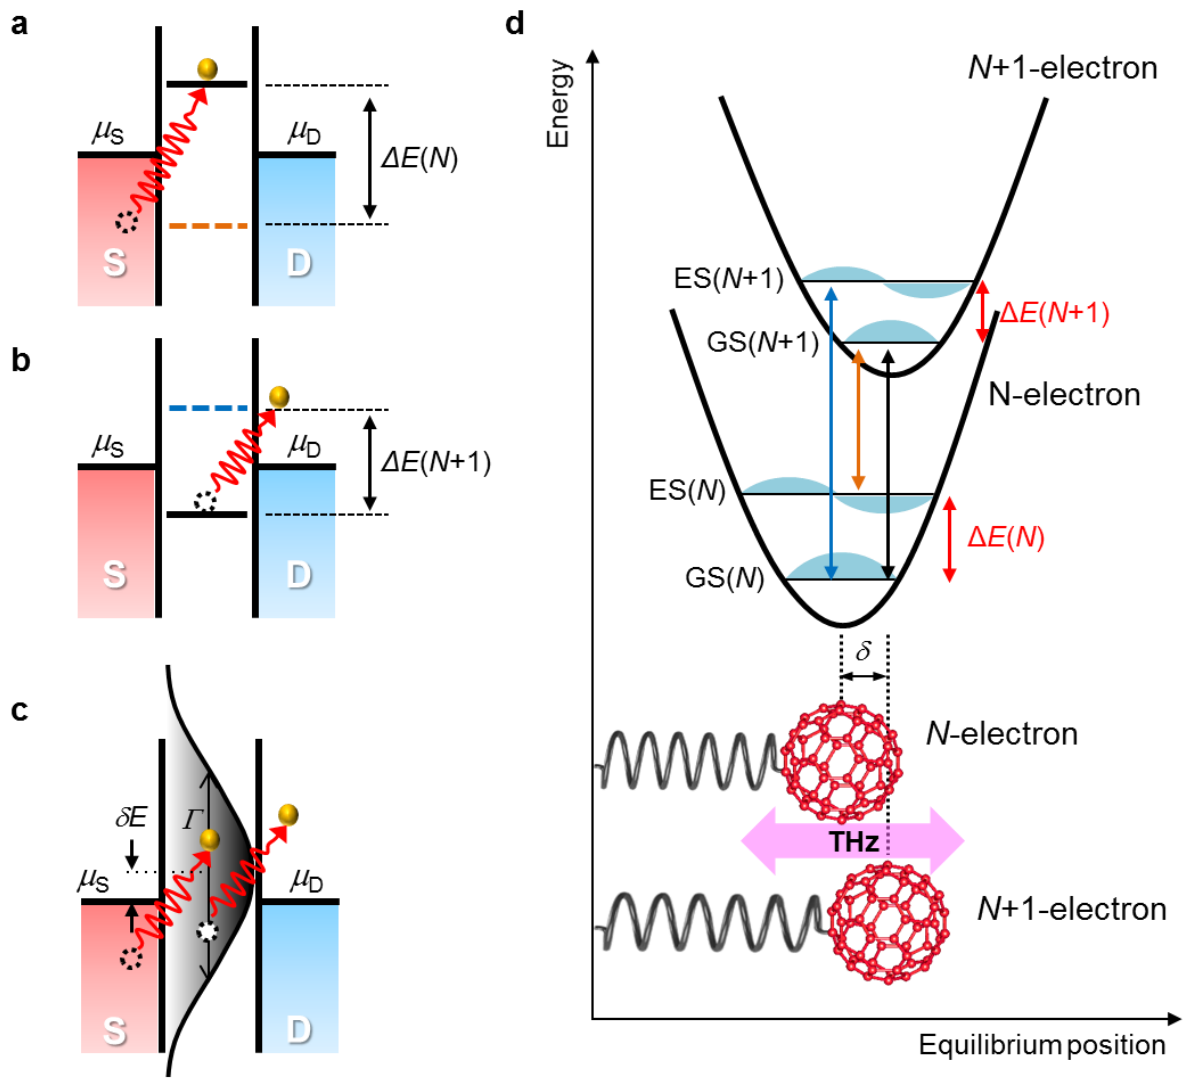 a
μS
μD
ΔE(N)
S
D
b
μS
μD
ΔE(N+1)
S
D
c
δE
Γ
μS
μD
S
D
d
Energy
N+1-electron
ES(N+1)
ΔE(N+1)
GS(N+1)
N-electron
ES(N)
ΔE(N)
GS(N)
δ
N-electron
THz
N+1-electron
Equilibrium position